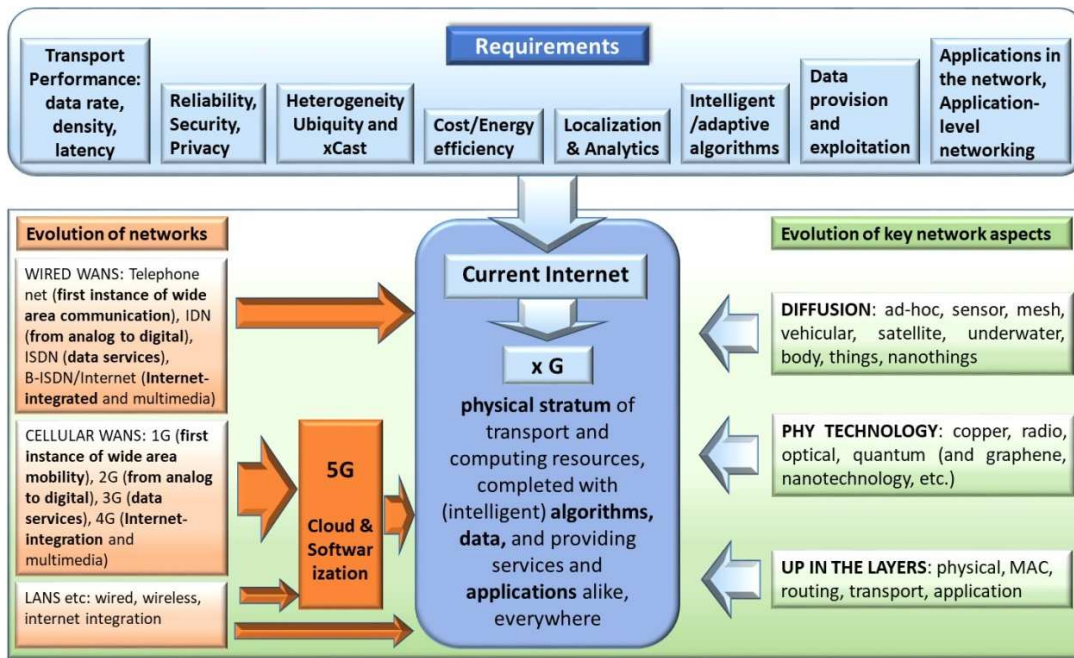 Requirements
Transport
Performance:
data rate,
density,
latency
Reliability,
Security,
Privacy
Heterogeneity
Ubiquity and
xCast
Cost/Energy
efficiency
Localization
& Analytics
Intelligent
/adaptive
algorithms
Data
provision
and
exploitation
Applications in
the network,
Application-
level
networking
Evolution of networks
WIRED WANS: Telephone
net (first instance of wide
area communication), IDN
(from analog to digital),
ISDN (data services),
B-ISDN/Internet (Internet-
integrated and multimedia)
CELLULAR WANS: 1G (first
instance of wide area
mobility), 2G (from analog
to digital), 3G (data
services), 4G (Internet-
integration and
multimedia)
LANS etc: wired, wireless,
internet integration
5G
Cloud &
Softwar
ization
Current Internet
x G
physical stratum of
transport and
computing resources,
completed with
(intelligent) algorithms,
data, and providing
services and
applications alike,
everywhere
Evolution of key network aspects
DIFFUSION: ad-hoc, sensor, mesh,
vehicular, satellite, underwater,
body, things, nanothings
PHY TECHNOLOGY: copper, radio,
optical, quantum (and graphene,
nanotechnology, etc.)
UP IN THE LAYERS: physical, MAC,
routing, transport, application